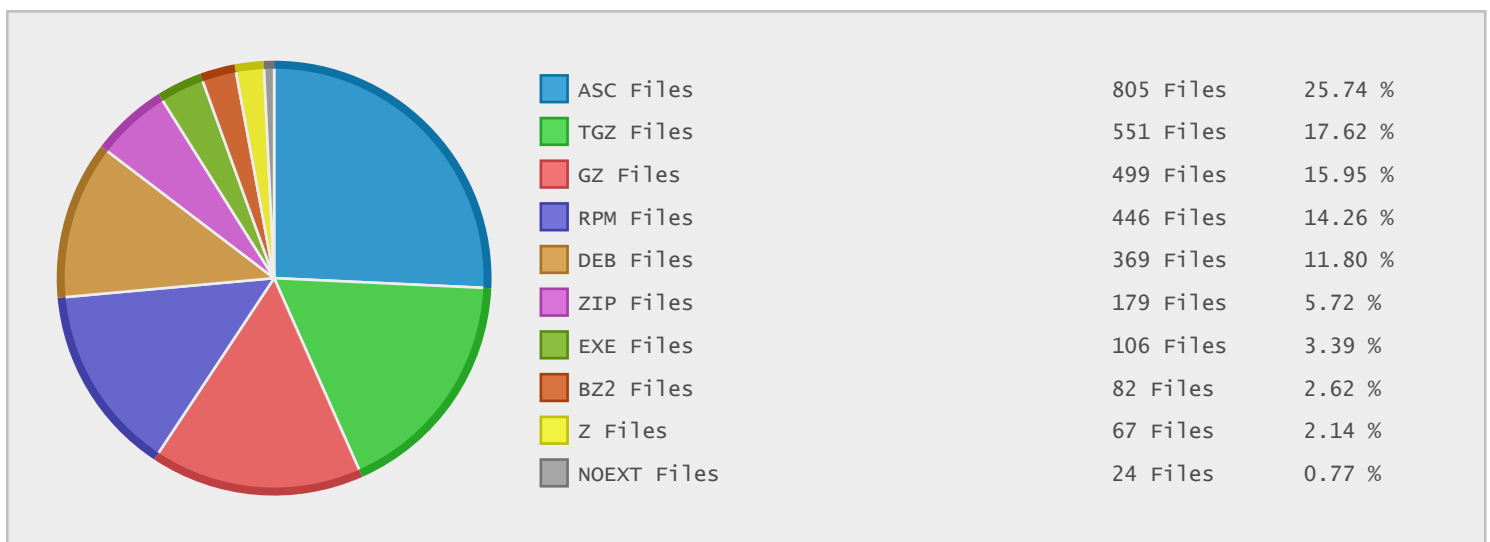 ASC Files 805 Files 25.74 %
TGZ Files 551 Files 17.62 %
GZ Files 499 Files 15.95 %
RPM Files 446 Files 14.26 %
DEB Files 369 Files 11.80 %
ZIP Files 179 Files 5.72 %
EXE Files 106 Files 3.39 %
BZ2 Files 82 Files 2.62 %
Z Files 67 Files 2.14 %
NOEXT Files 24 Files 0.77 %